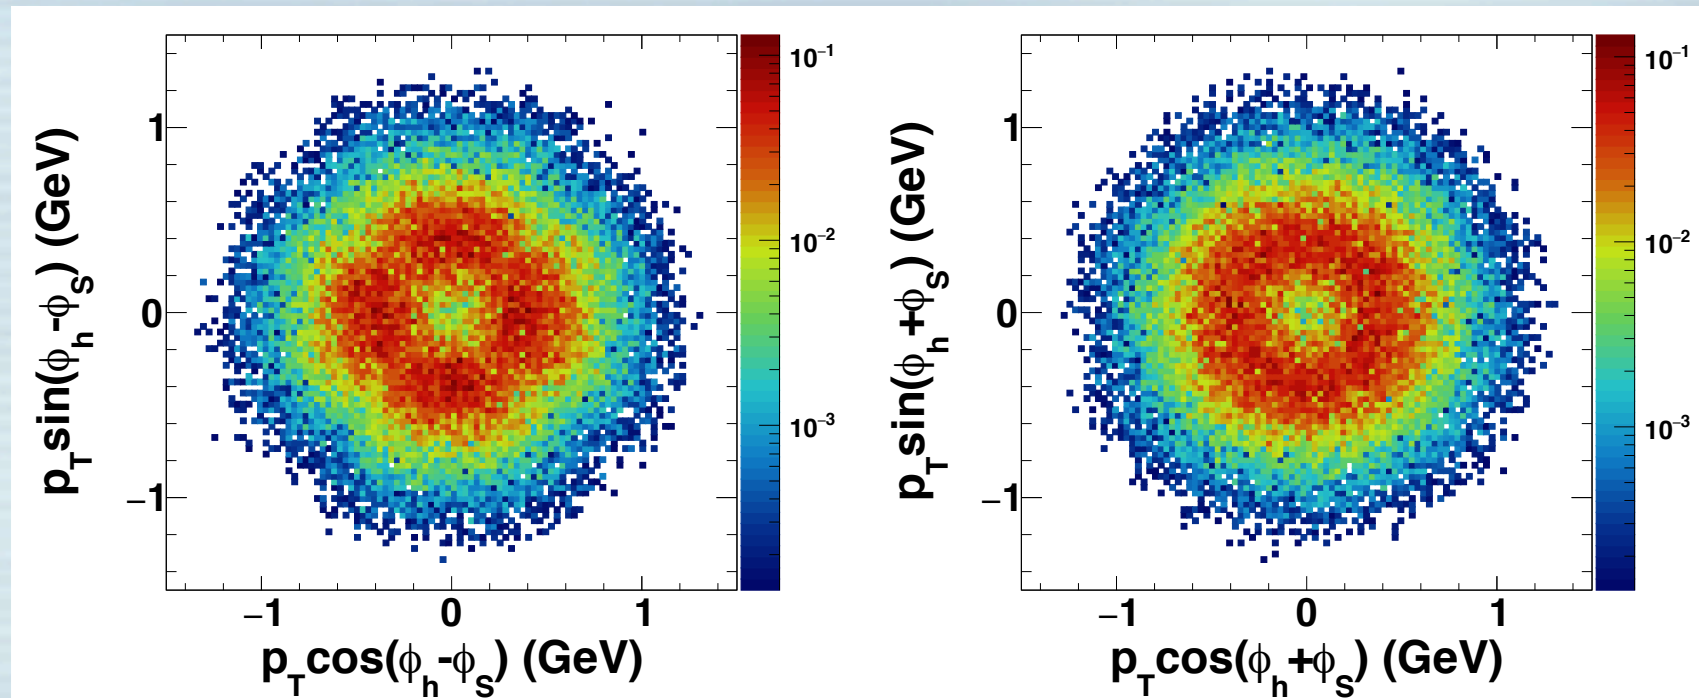 p_T sin(ϕ_h -ϕ_S) (GeV)
1
0
−1
−1 0 1
p_T cos(ϕ_h -ϕ_S) (GeV)
10^−1
10^−2
10^−3
p_T sin(ϕ_h +ϕ_S) (GeV)
1
0
−1
−1 0 1
p_T cos(ϕ_h +ϕ_S) (GeV)
10^−1
10^−2
10^−3